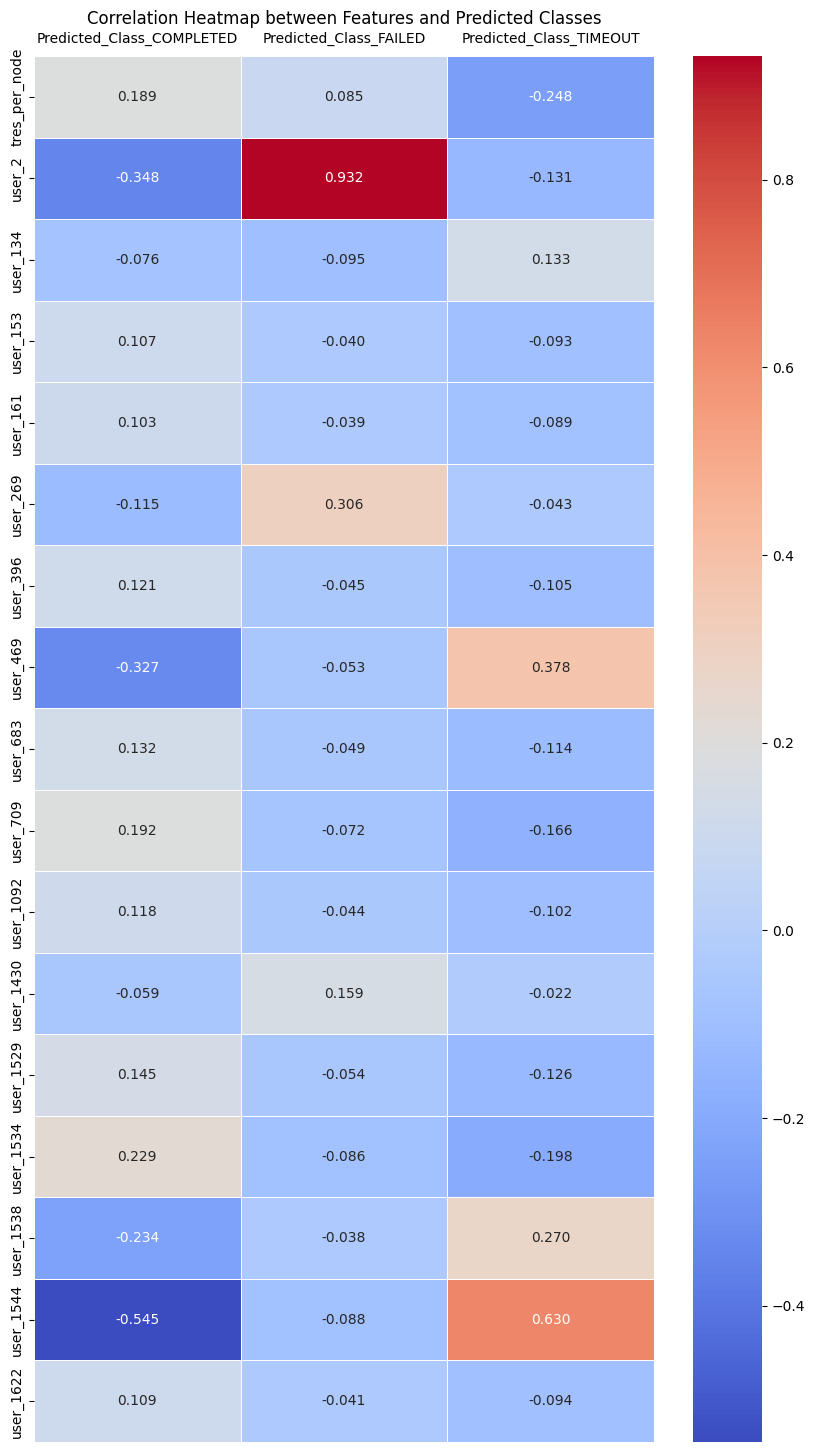 Correlation Heatmap between Features and Predicted Classes
Predicted_Class_COMPLETED Predicted_Class_FAILED Predicted_Class_TIMEOUT
tres_per_node 0.189 0.085 -0.248
user_2 -0.348 0.932 -0.131
user_134 -0.076 -0.095 0.133
user_153 0.107 -0.040 -0.093
user_161 0.103 -0.039 -0.089
user_269 -0.115 0.306 -0.043
user_396 0.121 -0.045 -0.105
user_469 -0.327 -0.053 0.378
user_683 0.132 -0.049 -0.114
user_709 0.192 -0.072 -0.166
user_1092 0.118 -0.044 -0.102
user_1430 -0.059 0.159 -0.022
user_1529 0.145 -0.054 -0.126
user_1534 0.229 -0.086 -0.198
user_1538 -0.234 -0.038 0.270
user_1544 -0.545 -0.088 0.630
user_1622 0.109 -0.041 -0.094
0.8
0.6
0.4
0.2
0.0
−0.2
−0.4